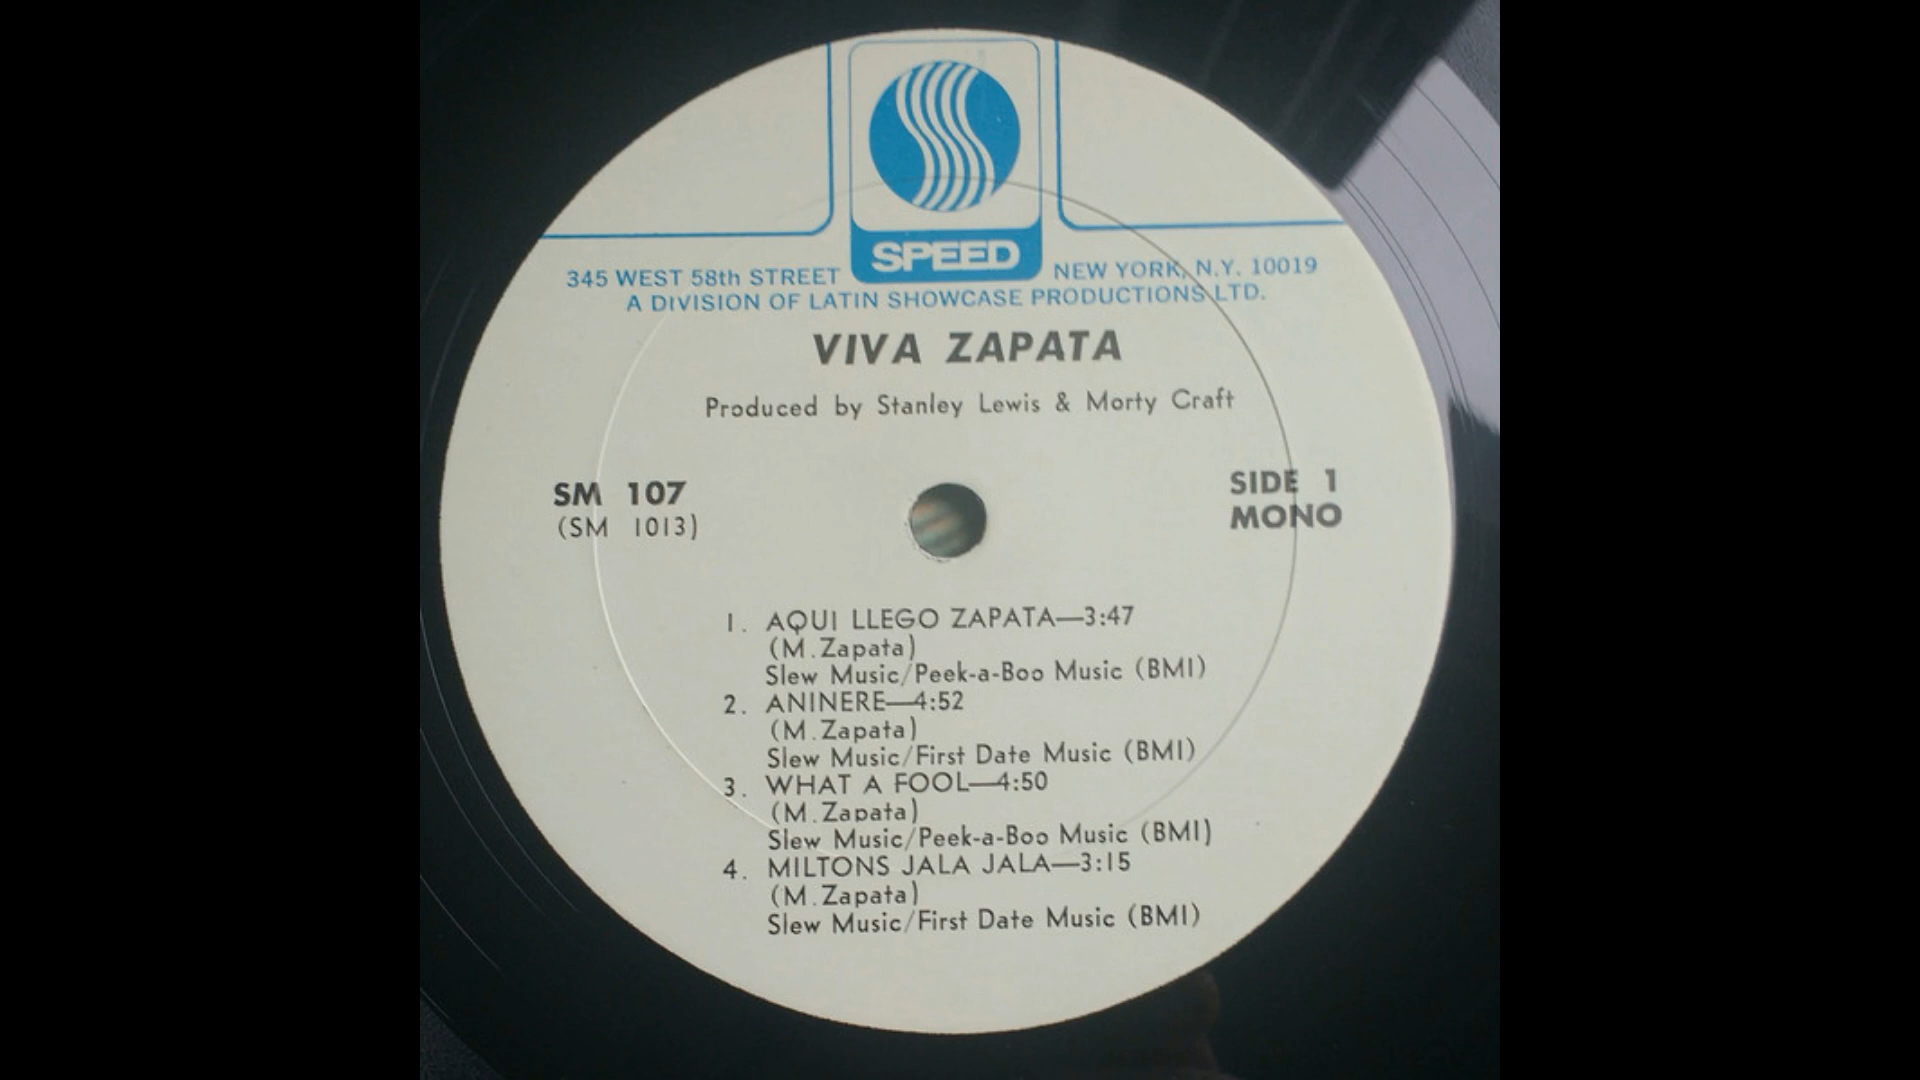 SPEED
345 WEST 58th STREET NEW YORK, N.Y. 10019
A DIVISION OF LATIN SHOWCASE PRODUCTIONS LTD.
VIVA ZAPATA
Produced by Stanley Lewis & Morty Craft
SM 107
(SM 1013)
SIDE 1
MONO
1. AQUI LLEGO ZAPATA—3:47
(M. Zapata)
Slew Music/Peek-a-Boo Music (BMI)
2. ANINERE—4:52
(M. Zapata)
Slew Music/First Date Music (BMI)
3. WHAT A FOOL—4:50
(M. Zapata)
Slew Music/Peek-a-Boo Music (BMI)
4. MILTONS JALA JALA—3:15
(M. Zapata)
Slew Music/First Date Music (BMI)